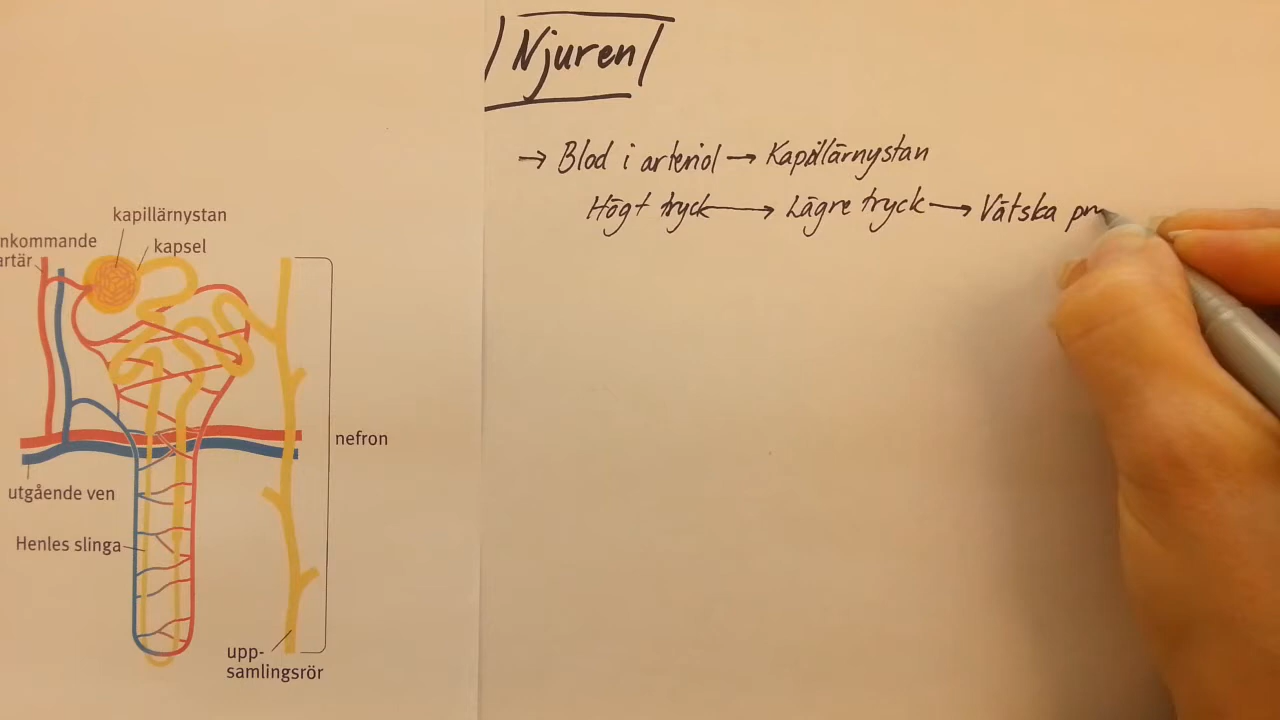 Njuren
→ Blod i arteriol → Kapillärnystan
Högt tryck → Lägre tryck → Vätska
kapillärnystan
nkommande
artär
kapsel
nefron
utgående ven
Henles slinga
upp-
samlingsrör